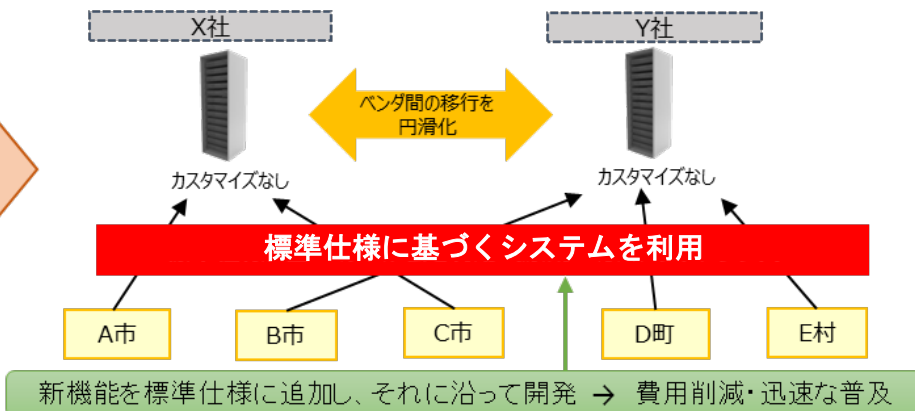 X社
Y社
ベンダ間の移行を
円滑化
カスタマイズなし
カスタマイズなし
標準仕様に基づくシステムを利用
A市
B市
C市
D町
E村
新機能を標準仕様に追加し、それに沿って開発 → 費用削減・迅速な普及